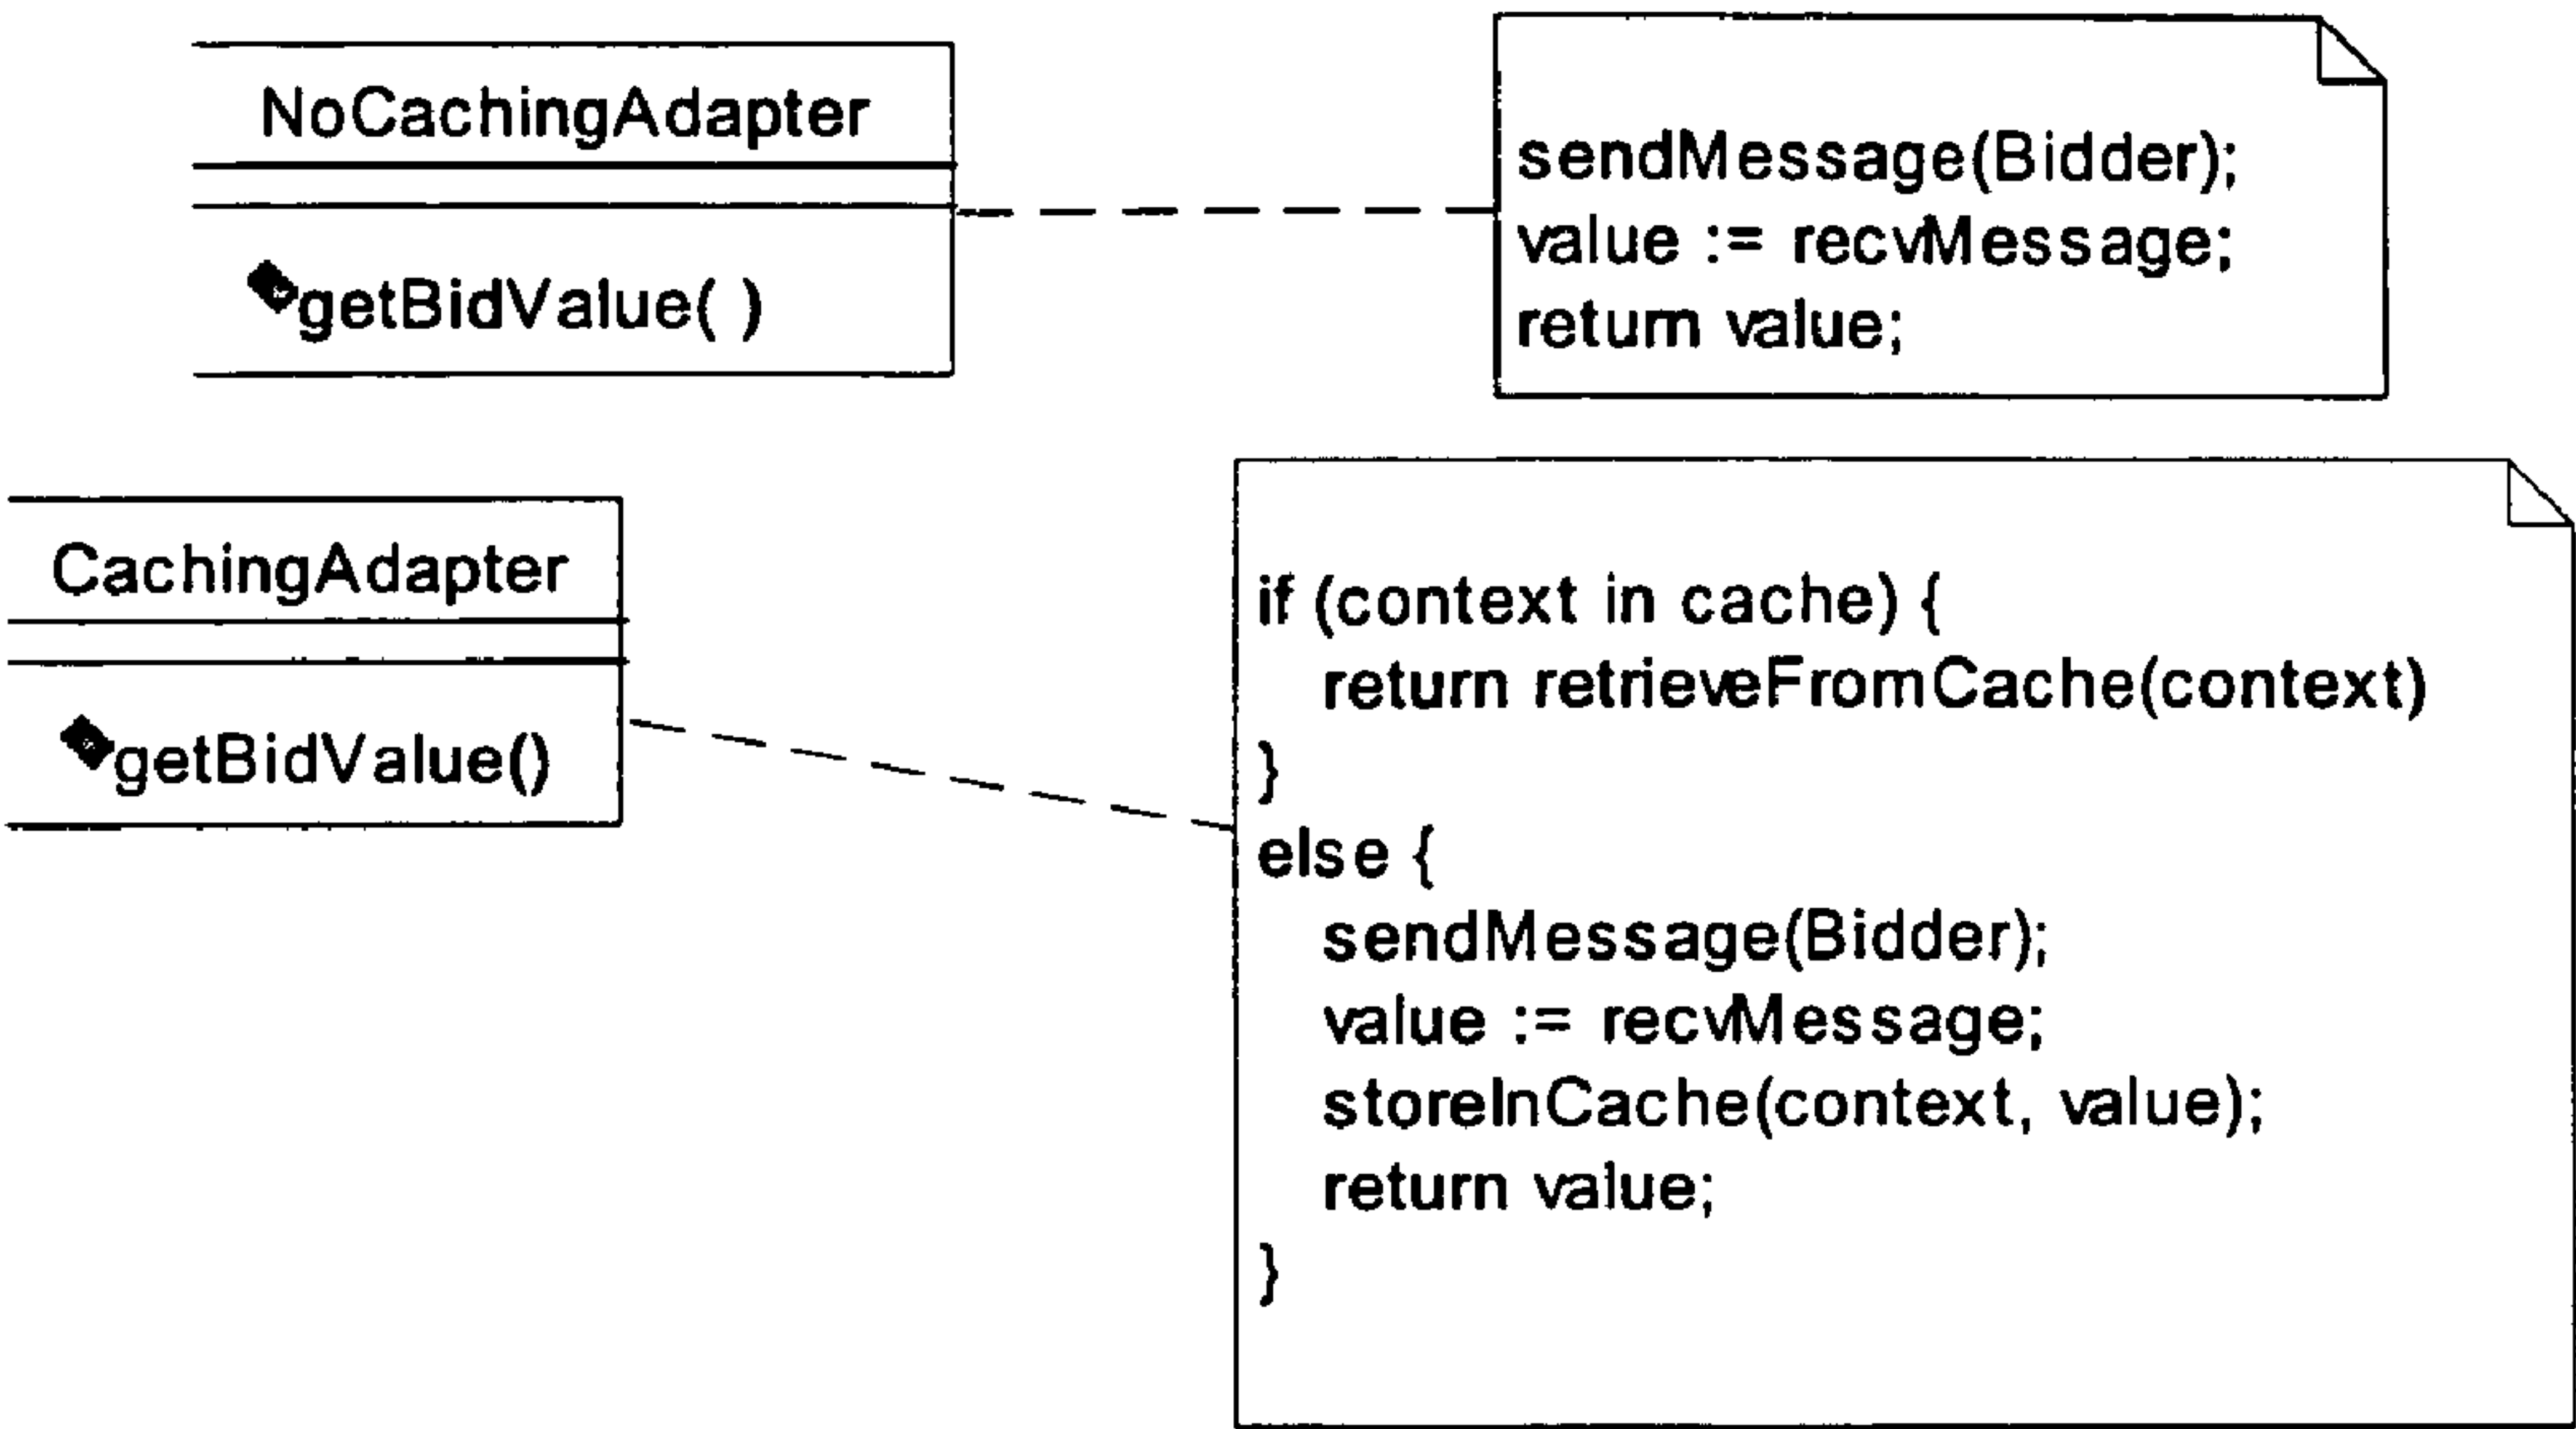 NoCachingAdapter
getBidValue( )
sendMessage(Bidder);
value := recvMessage;
return value;
CachingAdapter
getBidValue()
if (context in cache) {
return retrieveFromCache(context)
}
else {
sendMessage(Bidder);
value := recvMessage;
storeInCache(context, value);
return value;
}